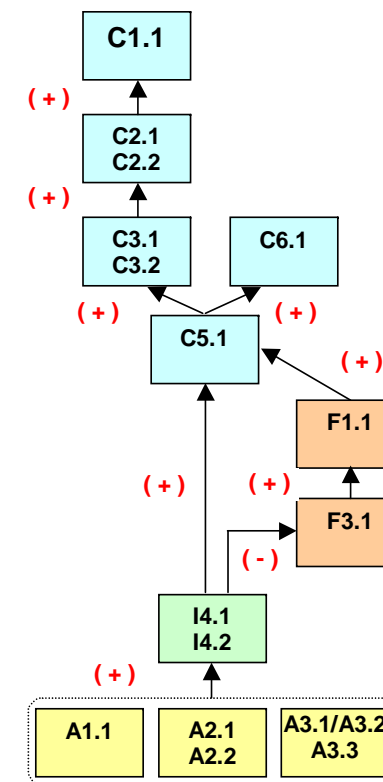 C1.1
( + )
C2.1
C2.2
( + )
C3.1
C3.2
C6.1
( + )
( + )
C5.1
( + )
F1.1
( + )
( + )
F3.1
( - )
I4.1
I4.2
( + )
A1.1
A2.1
A2.2
A3.1/A3.2
A3.3